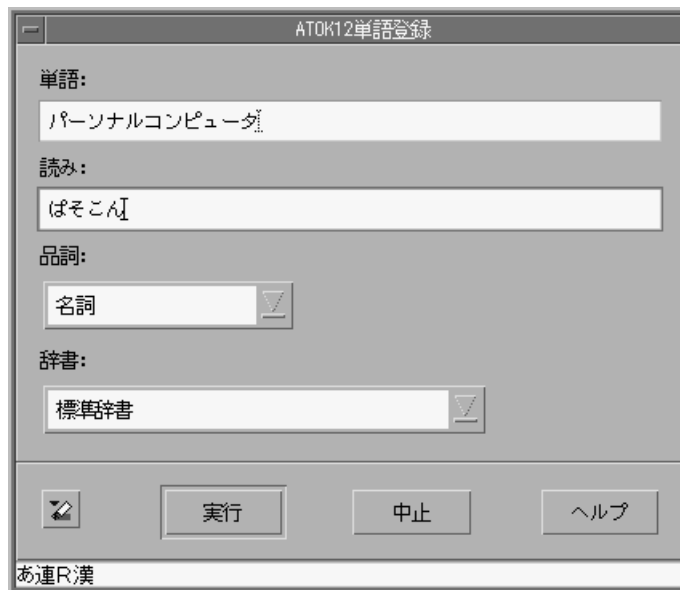 ATOK12単語登録
単語:
パーソナルコンピュータ
読み:
ぱそこん
品詞:
名詞
辞書:
標準辞書
実行 中止 ヘルプ
あ連R漢